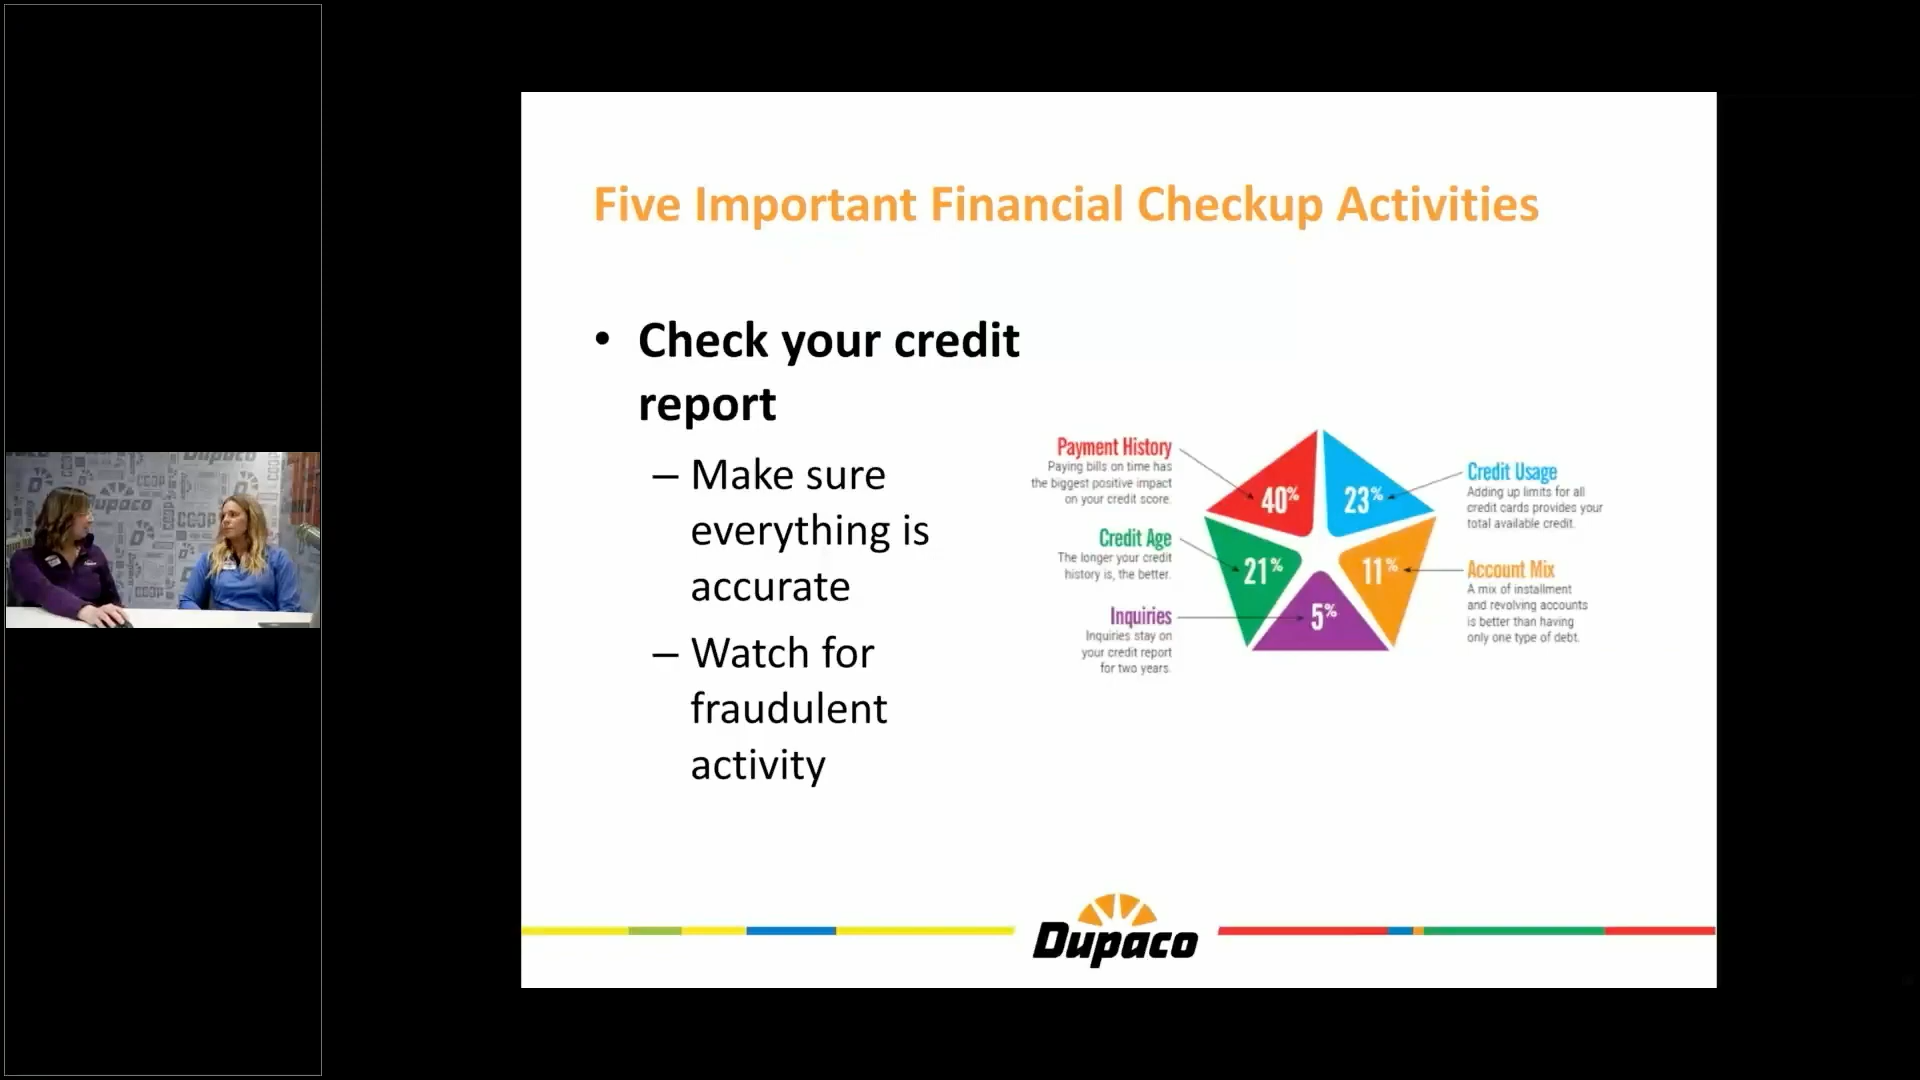 Five Important Financial Checkup Activities
• Check your credit
report
– Make sure
everything is
accurate
– Watch for
fraudulent
activity
Payment History
Paying bills on time has
the biggest positive impact
on your credit score.
40%
Credit Age
The longer your credit
history is, the better.
21%
Inquiries
Inquiries stay on
your credit report
for two years.
5%
23%
Credit Usage
Adding up limits for all
credit cards provides your
total available credit.
11%
Account Mix
A mix of installment
and revolving accounts
is better than having
only one type of debt.
Dupaco
Dupaco
Dupaco
COOP
COOP